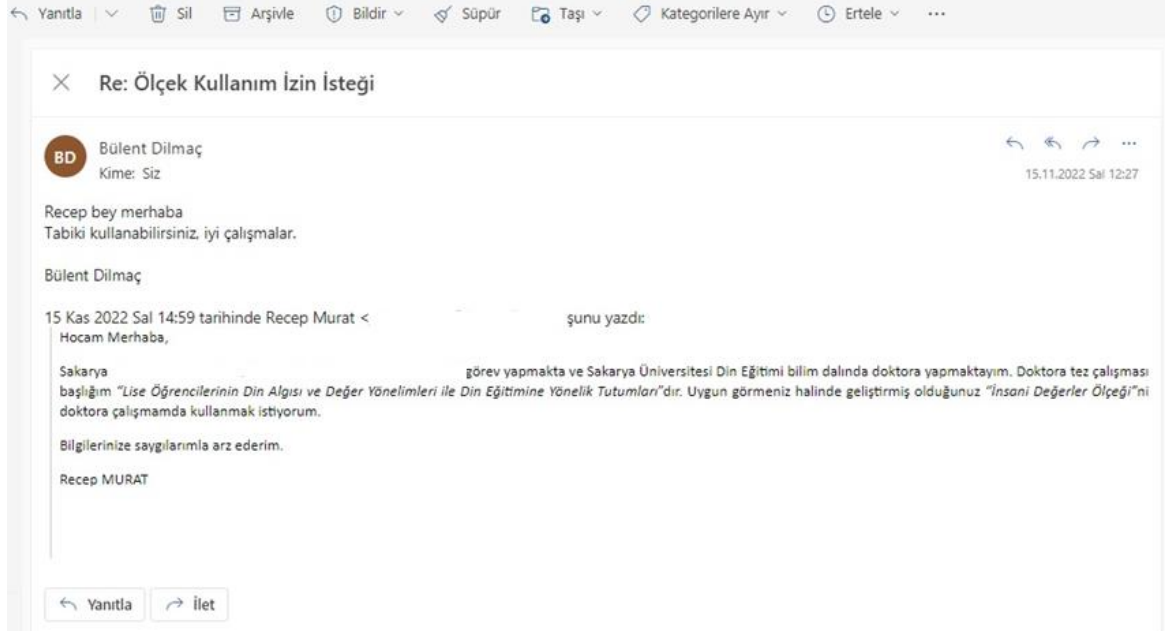 Yanıtla Sil Arşivle Bildir Süpür Taşı Kategorilere Ayır Ertele ...
Re: Ölçek Kullanım İzin İsteği
BD
Bülent Dilmaç
Kime: Siz
15.11.2022 Sal 12:27
Recep bey merhaba
Tabiki kullanabilirsiniz, iyi çalışmalar.
Bülent Dilmaç
15 Kas 2022 Sal 14:59 tarihinde Recep Murat < şunu yazdı:
Hocam Merhaba,
Sakarya görev yapmakta ve Sakarya Üniversitesi Din Eğitimi bilim dalında doktora yapmaktayım. Doktora tez çalışması
başlığım "Lise Öğrencilerinin Din Algısı ve Değer Yönelimleri ile Din Eğitimine Yönelik Tutumları"dır. Uygun görmeniz halinde geliştirmiş olduğunuz "İnsani Değerler Ölçeği"ni
doktora çalışmamda kullanmak istiyorum.
Bilgilerinize saygılarımla arz ederim.
Recep MURAT
Yanıtla İlet